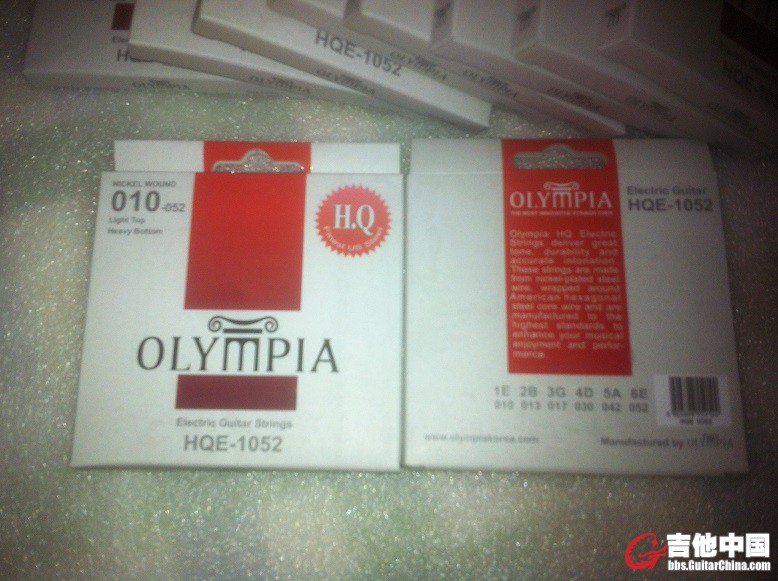 HQE-1052
OLYMPIA
NICKEL WOUND
010-052
Light Top
Heavy Bottom
H.Q
Finest US Steel
OLYMPIA
Electric Guitar Strings
HQE-1052
OLYMPIA
Electric Guitar
HQE-1052
Olympia HQ Electric
Strings deliver great
tone, durability and
accurate intonation.
These strings are made
from nickel-plated steel
wire, wrapped around
American hexagonal
steel core wire and are
manufactured to the
highest standards to
enhance your musical
enjoyment and perfor-
mance.
1E 2B 3G 4D 5A 6E
010 013 017 030 042 052
www.olympiakorea.com
Manufactured by OLYMPIA
吉他中国
bbs.GuitarChina.com